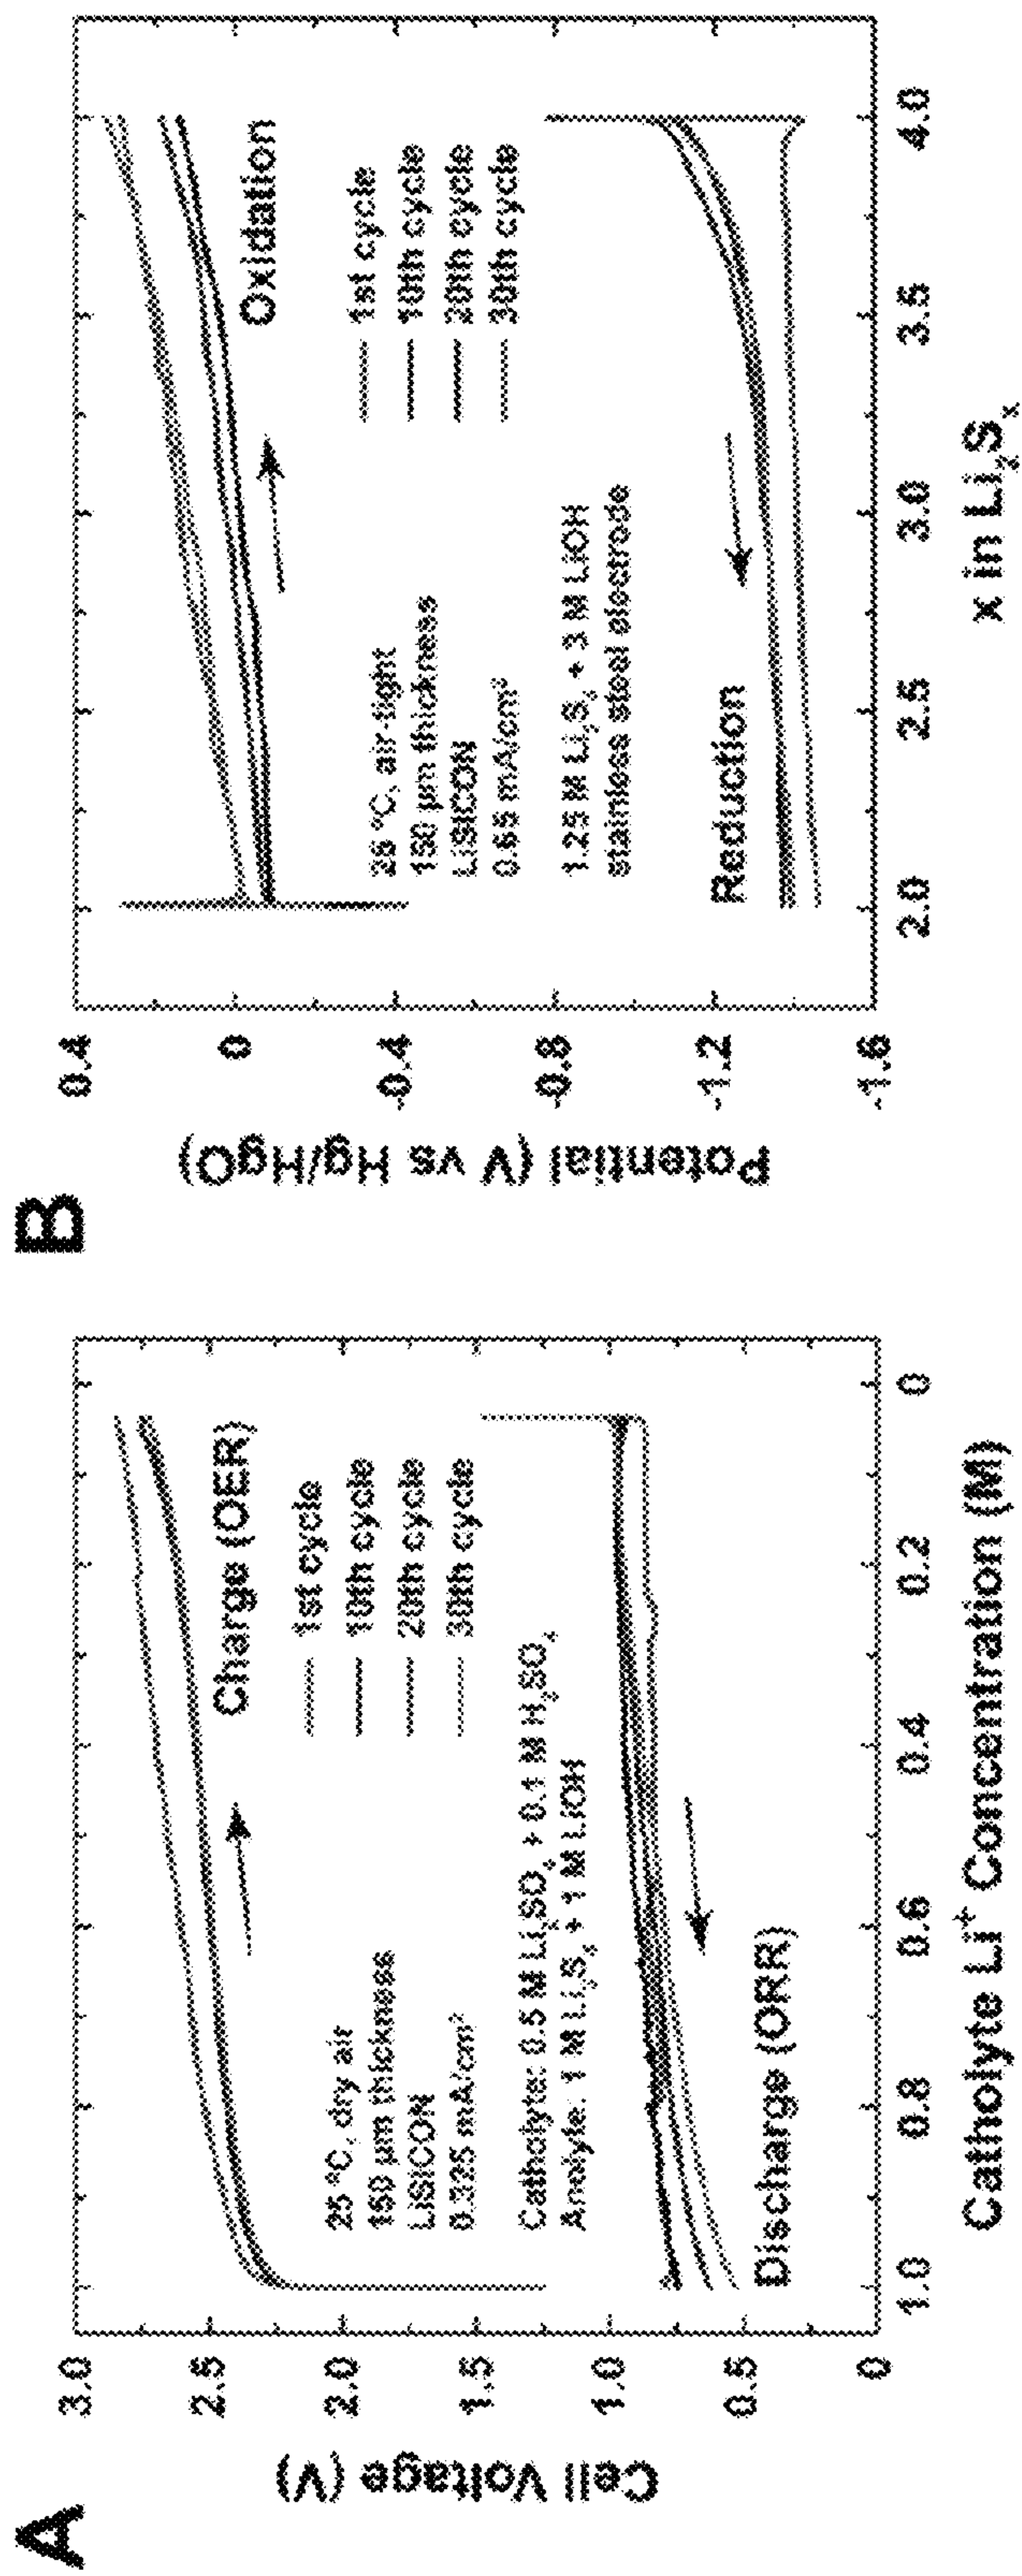 A
Cell Voltage (V)
3.0
2.5
2.0
1.5
1.0
0.5
0
Charge (OER)
25 °C, dry air
150 μm thickness
LiSICON
0.325 mA/cm²
1st cycle
10th cycle
20th cycle
30th cycle
Catholyte: 0.5 M Li₂SO₄ + 0.1 M H₂SO₄
Analyte: 1 M Li₂S₄ + 1 M LiOH
Discharge (ORR)
1.0
0.8
0.6
0.4
0.2
0
Catholyte Li⁺ Concentration (M)
B
Potential (V vs Hg/HgO)
0.4
0
-0.4
-0.8
-1.2
-1.6
Oxidation
25 °C, air-tight
150 μm thickness
LiSICON
0.65 mA/cm²
1st cycle
10th cycle
20th cycle
30th cycle
1.25 M Li₂S₄ + 3 M LiOH
stainless steel electrode
Reduction
2.0
2.5
3.0
3.5
4.0
x in Li₂Sₓ